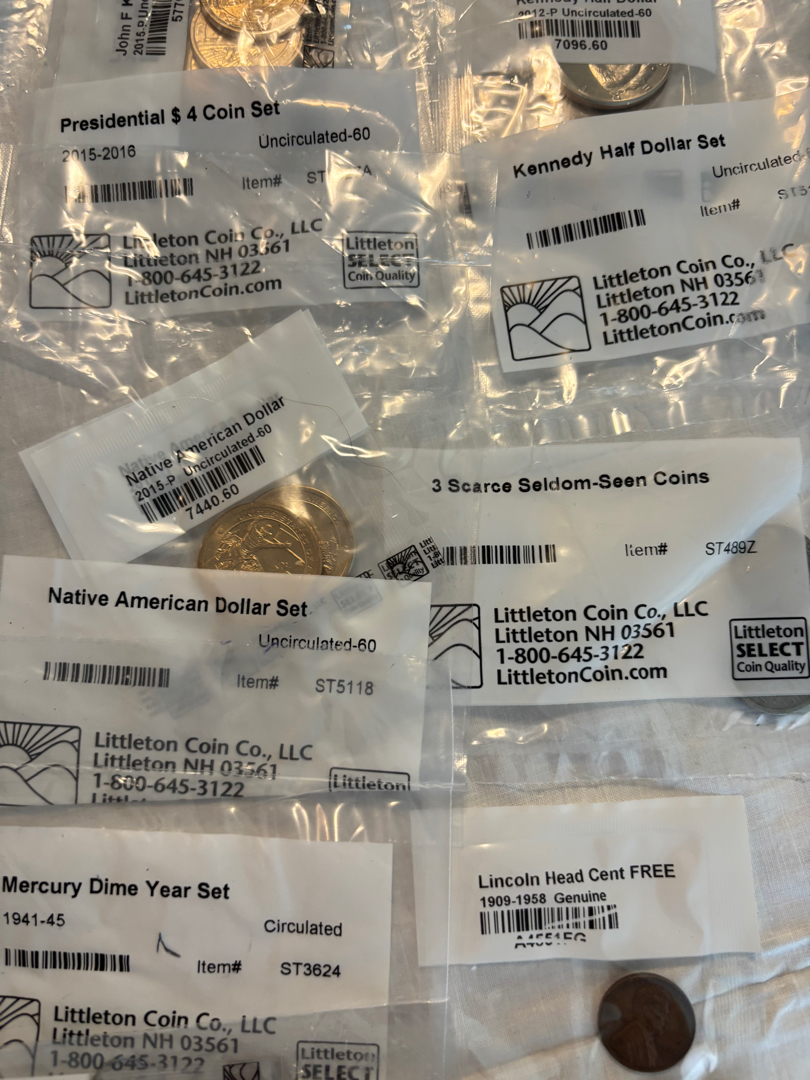 John F K
2015-P Un
577
Kennedy Half Dollar
2012-P Uncirculated-60
7096.60
Presidential $ 4 Coin Set
2015-2016
Uncirculated-60
Item#
Littleton Coin Co., LLC
Littleton NH 03561
1-800-645-3122
LittletonCoin.com
Littleton
SELECT
Coin Quality
Kennedy Half Dollar Set
Uncirculated-
Item#
Littleton Coin Co., LLC
Littleton NH 03561
1-800-645-3122
LittletonCoin.com
Native American Dollar
2015-P Uncirculated-60
7440.60
3 Scarce Seldom-Seen Coins
Item# ST489Z
Littleton Coin Co., LLC
Littleton NH 03561
1-800-645-3122
LittletonCoin.com
Littleton
SELECT
Coin Quality
Native American Dollar Set
Uncirculated-60
Item# ST5118
Littleton Coin Co., LLC
Littleton NH 03561
1-800-645-3122
Littleton
Mercury Dime Year Set
1941-45
Circulated
Item# ST3624
Littleton Coin Co., LLC
Littleton NH 03561
1-800-645-3122
Littleton
SELECT
Lincoln Head Cent FREE
1909-1958 Genuine